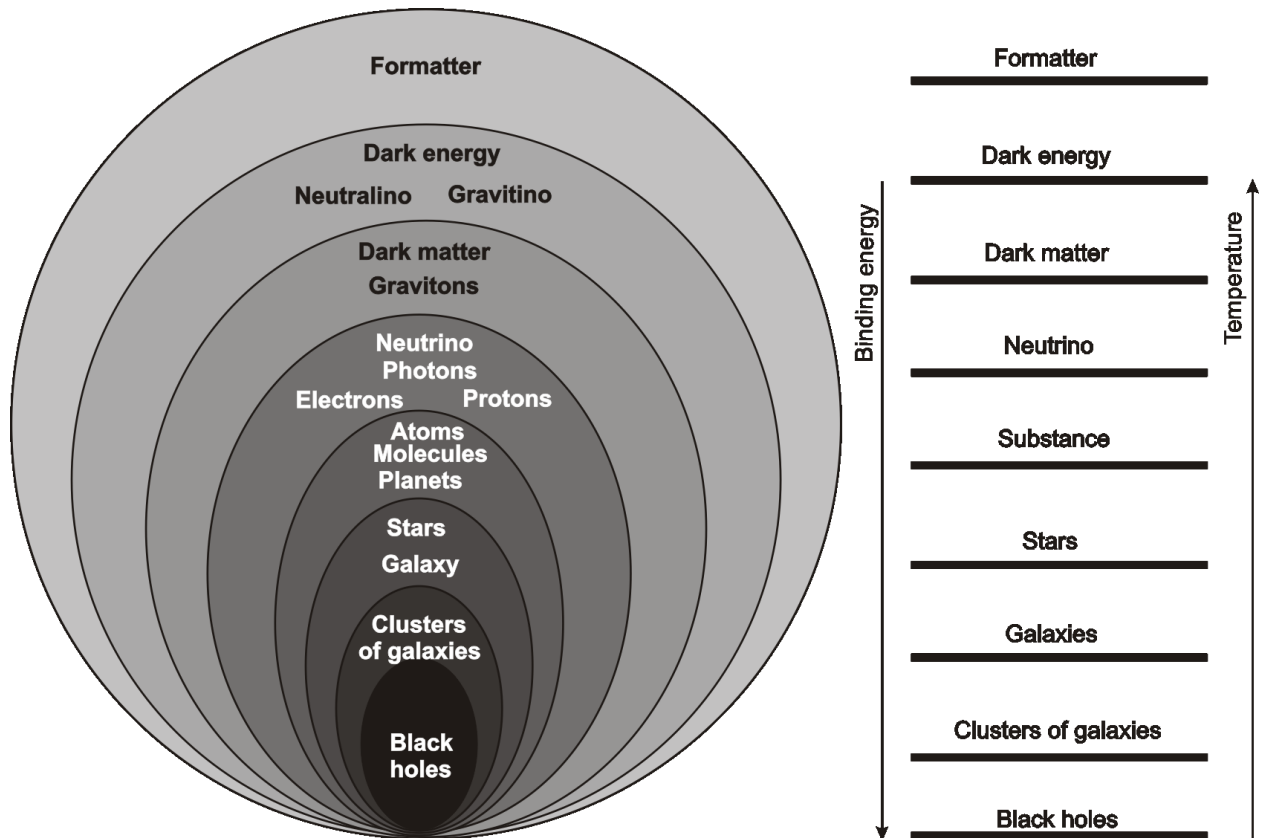 Formatter
Dark energy
Neutralino Gravitino
Dark matter
Gravitons
Neutrino
Photons
Electrons Protons
Atoms
Molecules
Planets
Stars
Galaxy
Clusters
of galaxies
Black
holes
Binding energy
Formatter
Dark energy
Dark matter
Neutrino
Substance
Stars
Galaxies
Clusters of galaxies
Black holes
Temperature